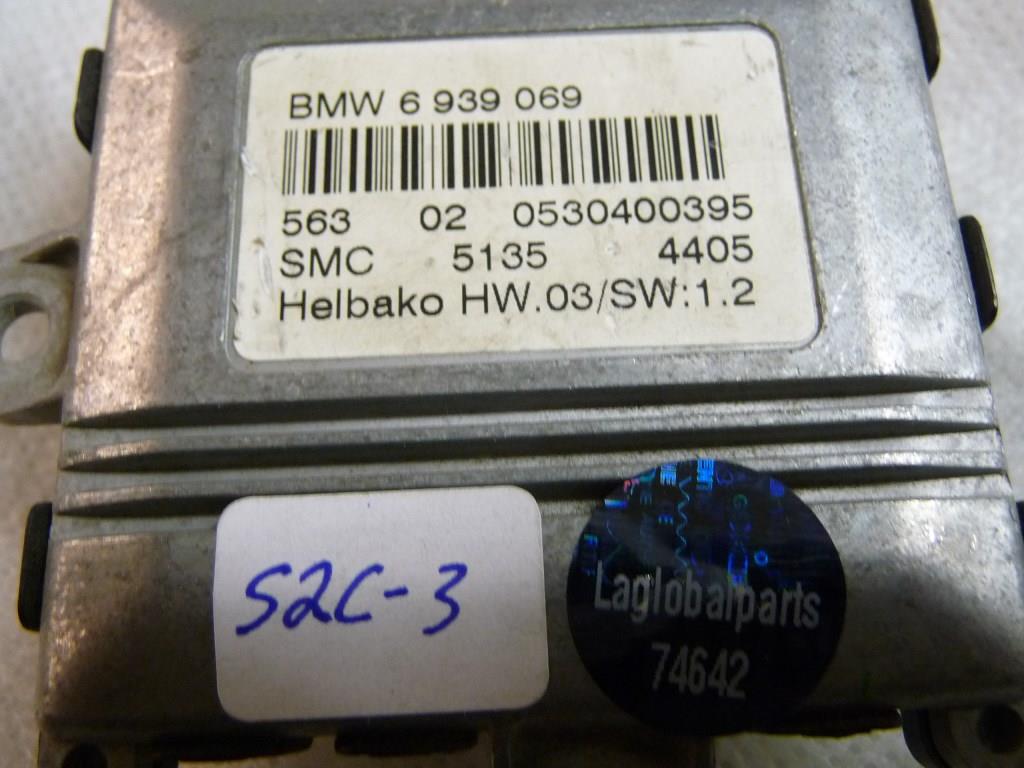 BMW 6 939 069
563 02 0530400395
SMC 5135 4405
Helbako HW.03/SW:1.2
S2C-3
Laglobalparts
74642